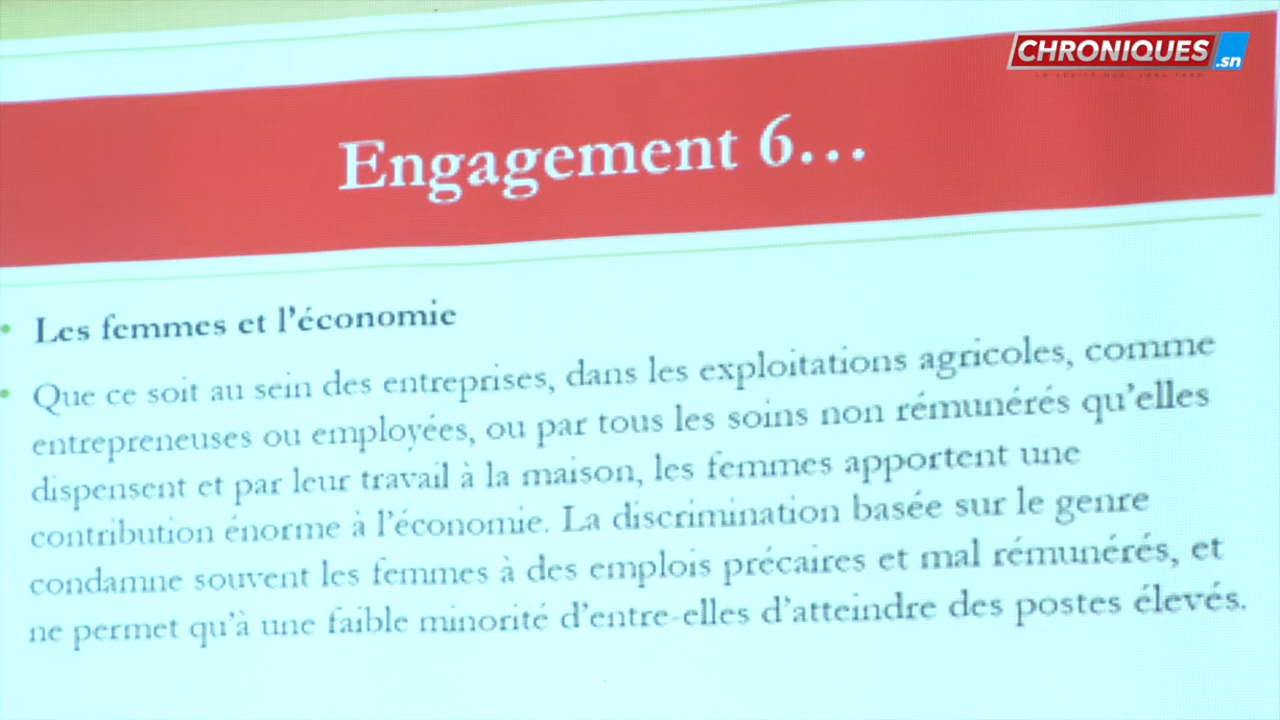 CHRONIQUES
.sn
Engagement 6...
• Les femmes et l'économie
• Que ce soit au sein des entreprises, dans les exploitations agricoles, comme
entrepreneuses ou employées, ou par tous les soins non rémunérés qu'elles
dispensent et par leur travail à la maison, les femmes apportent une
contribution énorme à l'économie. La discrimination basée sur le genre
condamne souvent les femmes à des emplois précaires et mal rémunérés, et
ne permet qu'à une faible minorité d'entre-elles d'atteindre des postes élevés.